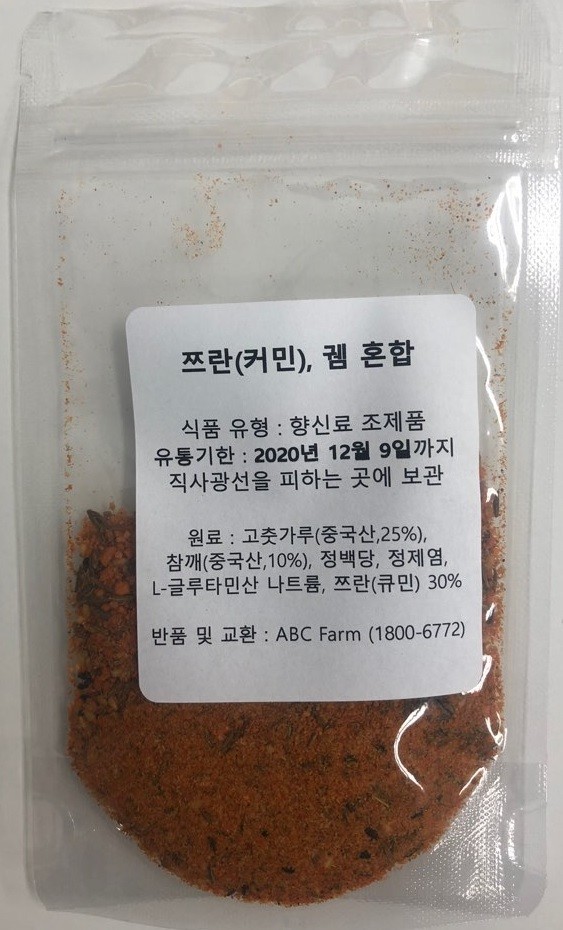 쯔란(커민), 궴 혼합
식품 유형 : 향신료 조제품
유통기한 : 2020년 12월 9일까지
직사광선을 피하는 곳에 보관
원료 : 고춧가루(중국산,25%),
참깨(중국산,10%), 정백당, 정제염,
L-글루타민산 나트륨, 쯔란(큐민) 30%
반품 및 교환 : ABC Farm (1800-6772)